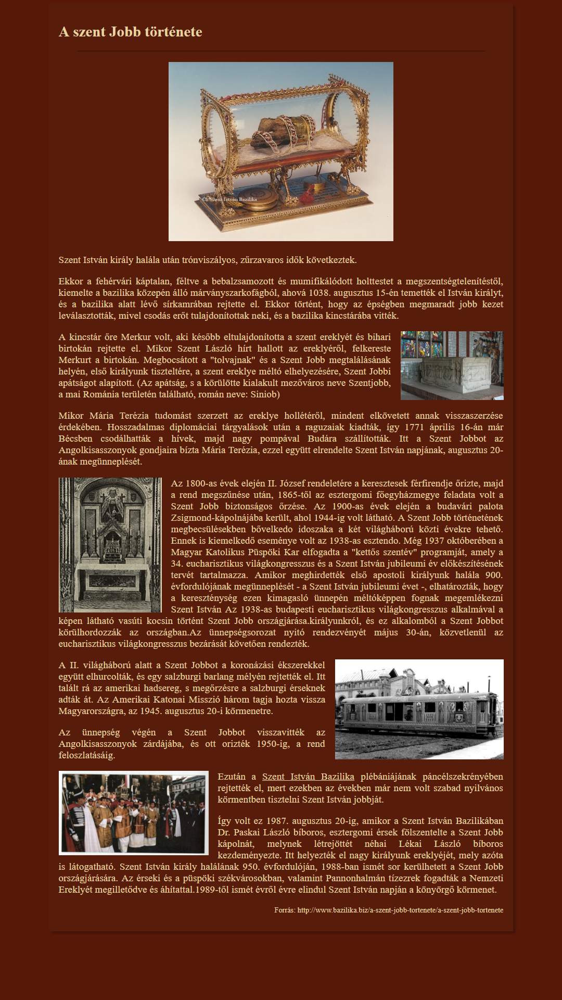 A szent Jobb története
Cö.Szent István Bazilika
Szent István király halála után trónviszályos, zűrzavaros idők következtek.
Ekkor a fehérvári káptalan, féltve a bebalzsamozott és mumifikálódott holttestet a megszentségtelenítéstől,
kiemelte a bazilika közepén álló márványszarkofágból, ahová 1038. augusztus 15-én temették el István királyt,
és a bazilika alatt lévő sírkamrában rejtette el. Ekkor történt, hogy az épségben megmaradt jobb kezet
leválasztották, mivel csodás erőt tulajdonítottak neki, és a bazilika kincstárába vitték.
A kincstár őre Merkur volt, aki később eltulajdonította a szent ereklyét és bihari
birtokán rejtette el. Mikor Szent László hírt hallott az ereklyéről, felkereste
Merkurt a birtokán. Megbocsátott a "tolvajnak" és a Szent Jobb megtalálásának
helyén, első királyunk tiszteltére, a szent ereklye méltó elhelyezésére, Szent Jobbi
apátságot alapított. (Az apátság, s a körülötte kialakult mezőváros neve Szentjobb,
a mai Románia területén található, román neve: Siniob)
Mikor Mária Terézia tudomást szerzett az ereklye hollétéről, mindent elkövetett annak visszaszerzése
érdekében. Hosszadalmas diplomáciai tárgyalások után a raguzaiak kiadták, így 1771 április 16-án már
Bécsben csodálhatták a hívek, majd nagy pompával Budára szállították. Itt a Szent Jobbot az
Angolkisasszonyok gondjaira bízta Mária Terézia, ezzel együtt elrendelte Szent István napjának, augusztus 20-
ának megünneplését.
Az 1800-as évek elején II. József rendeletére a keresztesek férfirendje őrizte, majd
a rend megszűnése után, 1865-től az esztergomi főegyházmegye feladata volt a
Szent Jobb biztonságos őrzése. Az 1900-as évek elején a budavári palota
Zsigmond-kápolnájába került, ahol 1944-ig volt látható. A Szent Jobb történetének
megbecsülésekben bővelkedo idoszaka a két világháború közti évekre tehető.
Ennek is kiemelkedő eseménye volt az 1938-as esztendo. Még 1937 októberében a
Magyar Katolikus Püspöki Kar elfogadta a "kettős szentév" programját, amely a
34. eucharisztikus világkongresszus és a Szent István jubileumi év előkészítésének
tervét tartalmazza. Amikor meghirdették első apostoli királyunk halála 900.
évfordulójának megünneplését - a Szent István jubileumi évet -, elhatározták, hogy
a kereszténység ezen kimagasló ünnepén méltóképpen fognak megemlékezni
Szent István Az 1938-as budapesti eucharisztikus világkongresszus alkalmával a
képen látható vasúti kocsin történt Szent Jobb országjárása.királyunkról, és ez alkalomból a Szent Jobbot
körülhordozzák az országban.Az ünnepségsorozat nyitó rendezvényét május 30-án, közvetlenül az
eucharisztikus világkongresszus bezárását követően rendezték.
A II. világháború alatt a Szent Jobbot a koronázási ékszerekkel
együtt elhurcolták, és egy salzburgi barlang mélyén rejtették el. Itt
talált rá az amerikai hadsereg, s megőrzésre a salzburgi érseknek
adták át. Az Amerikai Katonai Misszió három tagja hozta vissza
Magyarországra, az 1945. augusztus 20-i körmenetre.
Az ünnepség végén a Szent Jobbot visszavitték az
Angolkisasszonyok zárdájába, és ott orizték 1950-ig, a rend
feloszlatásáig.
Ezután a Szent István Bazilika plébániájának páncélszekrényében
rejtették el, mert ezekben az években már nem volt szabad nyilvános
körmentben tisztelni Szent István jobbját.
Így volt ez 1987. augusztus 20-ig, amikor a Szent István Bazilikában
Dr. Paskai László bíboros, esztergomi érsek fölszentelte a Szent Jobb
kápolnát, melynek létrejöttét néhai Lékai László bíboros
kezdeményezte. Itt helyezték el nagy királyunk ereklyéjét, mely azóta
is látogatható. Szent István király halálának 950. évfordulóján, 1988-ban ismét sor kerülhetett a Szent Jobb
országjárására. Az érseki és a püspöki székvárosokban, valamint Pannonhalmán tízezrek fogadták a Nemzeti
Ereklyét megilletődve és áhítattal.1989-től ismét évről évre elindul Szent István napján a könyörgő körmenet.
Forrás: http://www.bazilika.biz/a-szent-jobb-tortenete/a-szent-jobb-tortenete